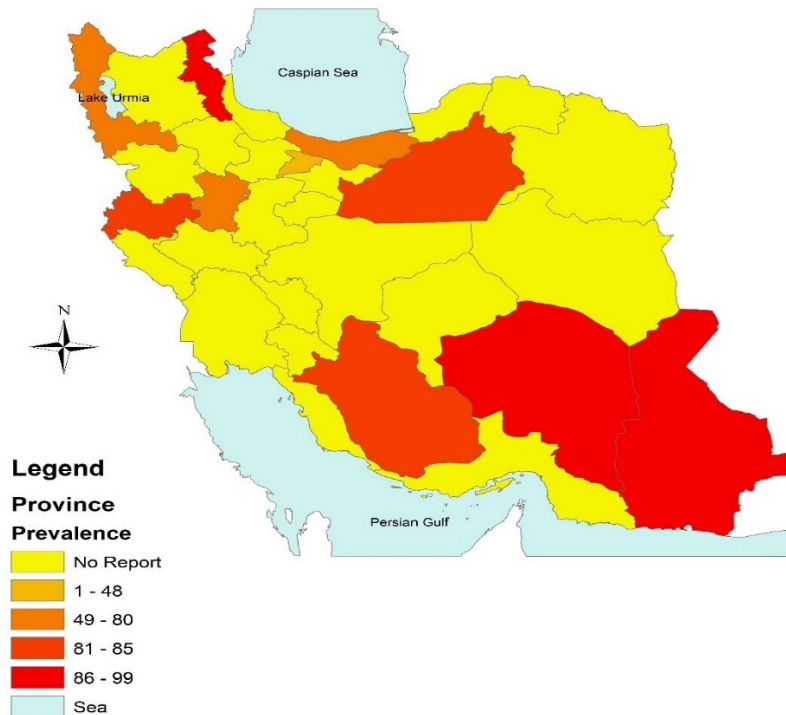 Caspian Sea
Lake Urmia
N
Persian Gulf
Legend
Province
Prevalence
No Report
1 - 48
49 - 80
81 - 85
86 - 99
Sea